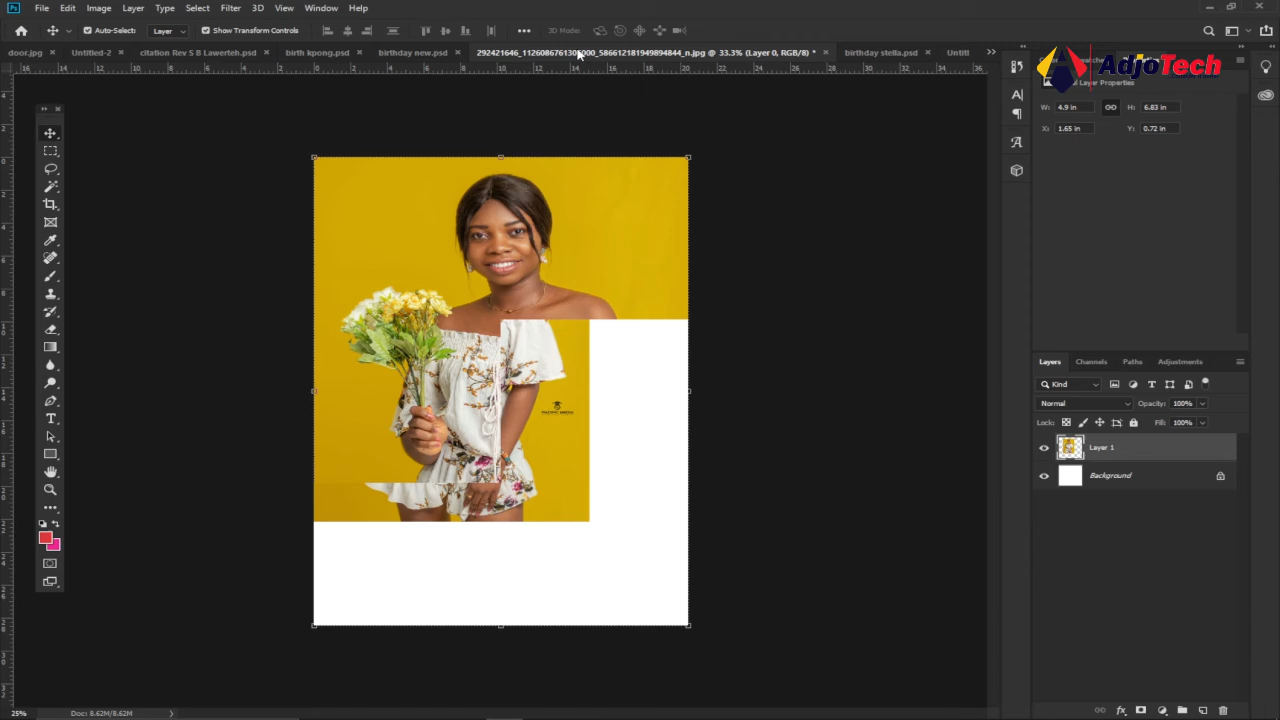 Ps File Edit Image Layer Type Select Filter 3D View Window Help
Auto-Select: Layer Show Transform Controls 3D Mode:
door.jpg Untitled-2 citation Rev S B Lawerteh.psd birth kpong.psd birthday new.psd birthday stella.psd Untitl
@ 33.3% (Layer 0, RGB/8) *
AdjoTech
Layer Properties
W: 4.9 in H: 6.83 in
X: 1.65 in Y: 0.72 in
PACIFIC MEDIA
Layers Channels Paths Adjustments
Kind
Normal Opacity: 100%
Lock: Fill: 100%
Layer 1
Background
25% Doc: 8.62M/8.62M